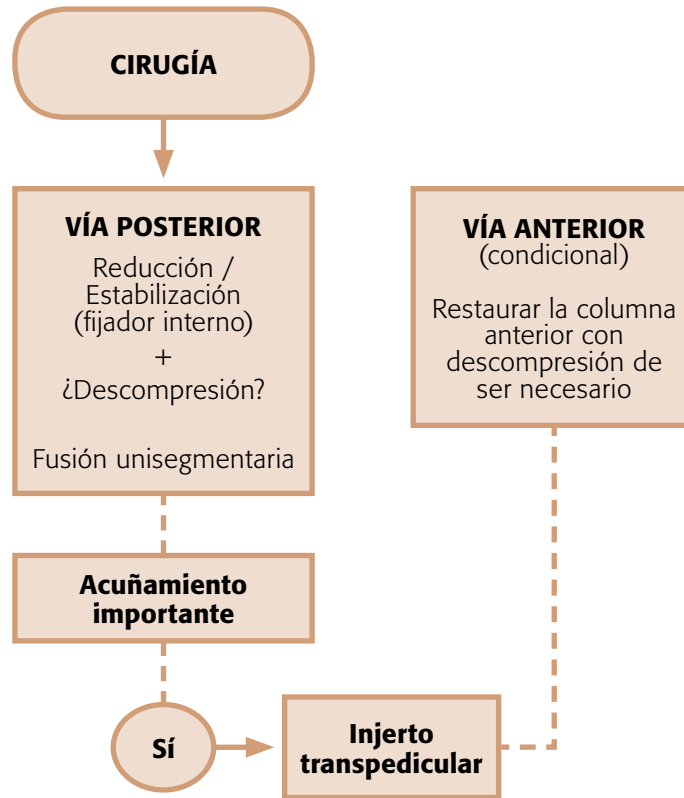 CIRUGÍA
VÍA POSTERIOR
Reducción /
Estabilización
(fijador interno)
+
¿Descompresión?
Fusión unisegmentaria
VÍA ANTERIOR
(condicional)
Restaurar la columna
anterior con
descompresión de
ser necesario
Acuñamiento
importante
Sí
Injerto
transpedicular